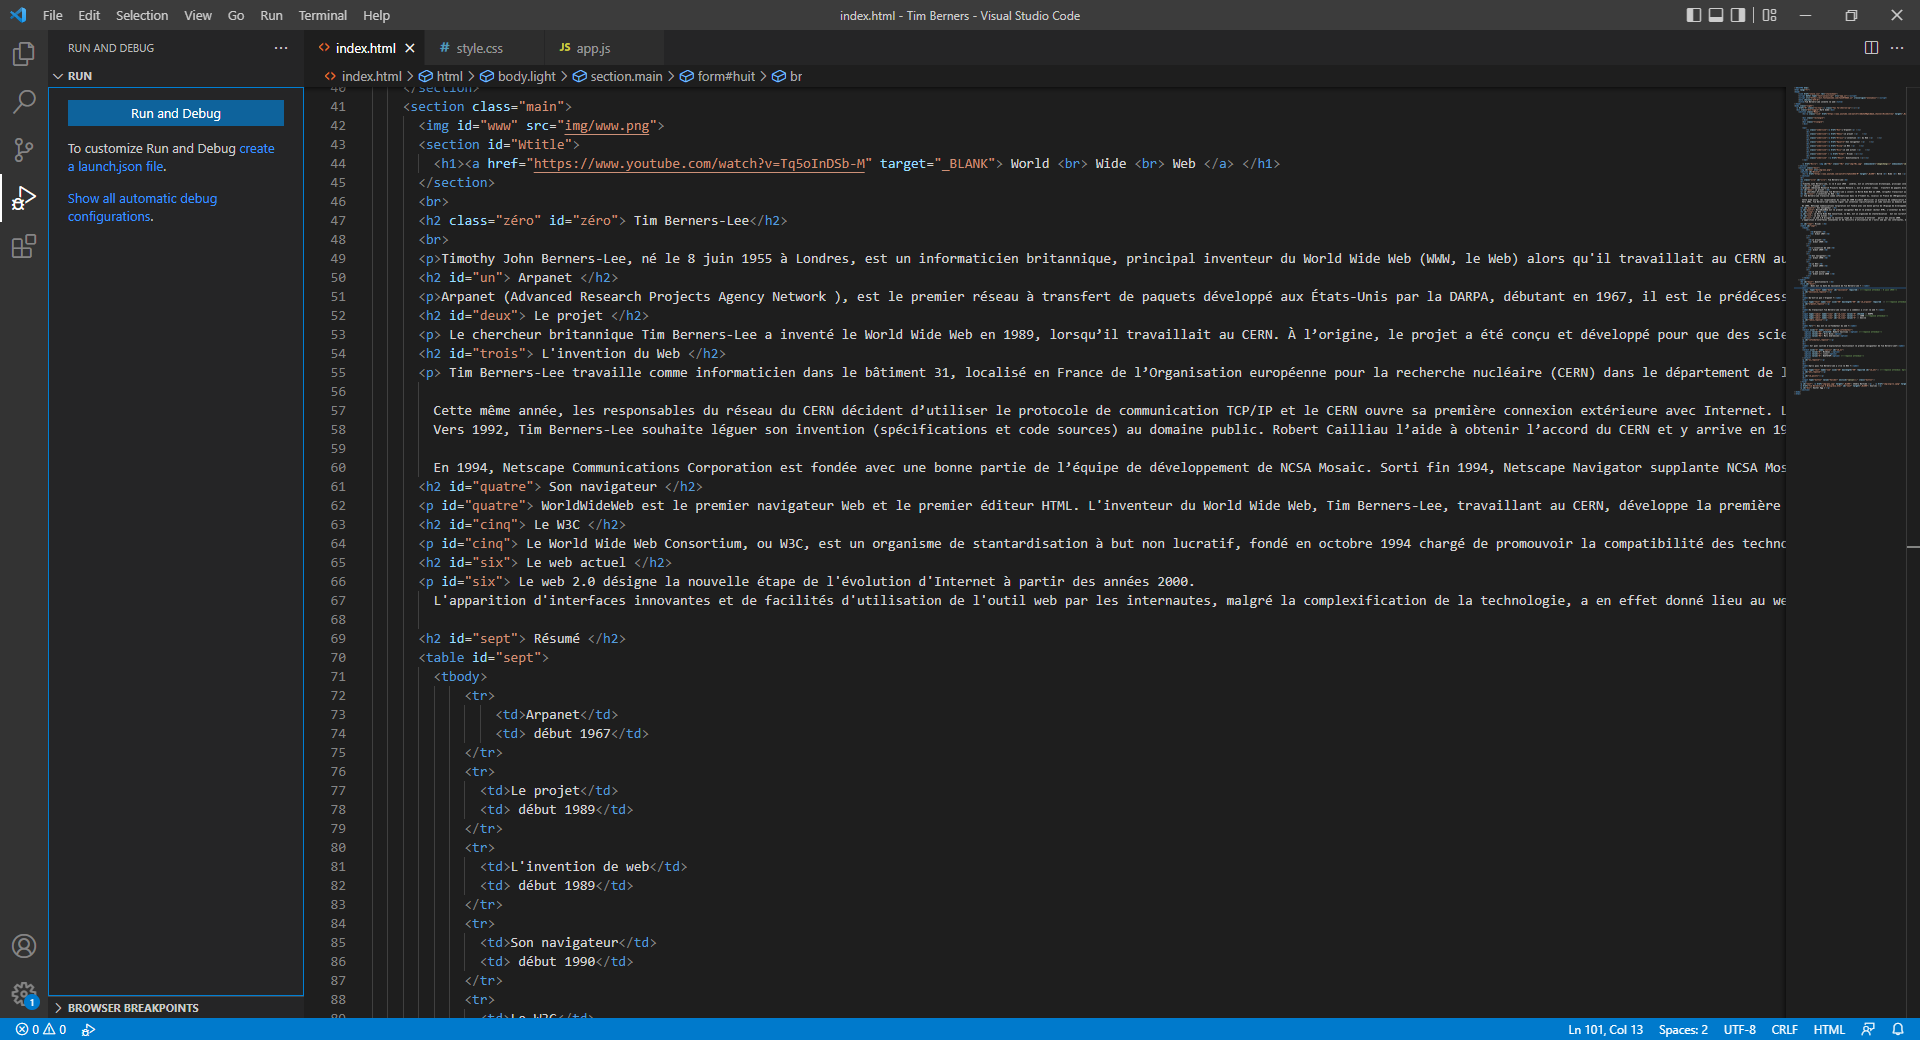 File Edit Selection View Go Run Terminal Help
index.html - Tim Berners - Visual Studio Code
RUN AND DEBUG
RUN
Run and Debug
To customize Run and Debug create
a launch.json file.
Show all automatic debug
configurations.
BROWSER BREAKPOINTS
index.html # style.css JS app.js
index.html > html > body.light > section.main > form#huit > br
40 </section>
41 <section class="main">
42 <img id="www" src="img/www.png">
43 <section id="Wtitle">
44 <h1><a href="https://www.youtube.com/watch?v=Tq5oInDSb-M" target="_BLANK"> World <br> Wide <br> Web </a> </h1>
45 </section>
46 <br>
47 <h2 class="zéro" id="zéro"> Tim Berners-Lee</h2>
48 <br>
49 <p>Timothy John Berners-Lee, né le 8 juin 1955 à Londres, est un informaticien britannique, principal inventeur du World Wide Web (WWW, le Web) alors qu'il travaillait au CERN au
50 <h2 id="un"> Arpanet </h2>
51 <p>Arpanet (Advanced Research Projects Agency Network ), est le premier réseau à transfert de paquets développé aux États-Unis par la DARPA, débutant en 1967, il est le prédécess
52 <h2 id="deux"> Le projet </h2>
53 <p> Le chercheur britannique Tim Berners-Lee a inventé le World Wide Web en 1989, lorsqu’il travaillait au CERN. À l’origine, le projet a été conçu et développé pour que des scie
54 <h2 id="trois"> L'invention du Web </h2>
55 <p> Tim Berners-Lee travaille comme informaticien dans le bâtiment 31, localisé en France de l’Organisation européenne pour la recherche nucléaire (CERN) dans le département de l
56
57 Cette même année, les responsables du réseau du CERN décident d’utiliser le protocole de communication TCP/IP et le CERN ouvre sa première connexion extérieure avec Internet. L
58 Vers 1992, Tim Berners-Lee souhaite léguer son invention (spécifications et code sources) au domaine public. Robert Cailliau l’aide à obtenir l’accord du CERN et y arrive en 19
59
60 En 1994, Netscape Communications Corporation est fondée avec une bonne partie de l’équipe de développement de NCSA Mosaic. Sorti fin 1994, Netscape Navigator supplante NCSA Mos
61 <h2 id="quatre"> Son navigateur </h2>
62 <p id="quatre"> WorldWideWeb est le premier navigateur Web et le premier éditeur HTML. L'inventeur du World Wide Web, Tim Berners-Lee, travaillant au CERN, développe la première
63 <h2 id="cinq"> Le W3C </h2>
64 <p id="cinq"> Le World Wide Web Consortium, ou W3C, est un organisme de stantardisation à but non lucratif, fondé en octobre 1994 chargé de promouvoir la compatibilité des techno
65 <h2 id="six"> Le web actuel </h2>
66 <p id="six"> Le web 2.0 désigne la nouvelle étape de l'évolution d'Internet à partir des années 2000.
67 L'apparition d'interfaces innovantes et de facilités d'utilisation de l'outil web par les internautes, malgré la complexification de la technologie, a en effet donné lieu au we
68
69 <h2 id="sept"> Résumé </h2>
70 <table id="sept">
71 <tbody>
72 <tr>
73 <td>Arpanet</td>
74 <td> début 1967</td>
75 </tr>
76 <tr>
77 <td>Le projet</td>
78 <td> début 1989</td>
79 </tr>
80 <tr>
81 <td>L'invention de web</td>
82 <td> début 1989</td>
83 </tr>
84 <tr>
85 <td>Son navigateur</td>
86 <td> début 1990</td>
87 </tr>
88 <tr>
89 <td>Le W3C</td>
1
0 0
Ln 101, Col 13 Spaces: 2 UTF-8 CRLF HTML